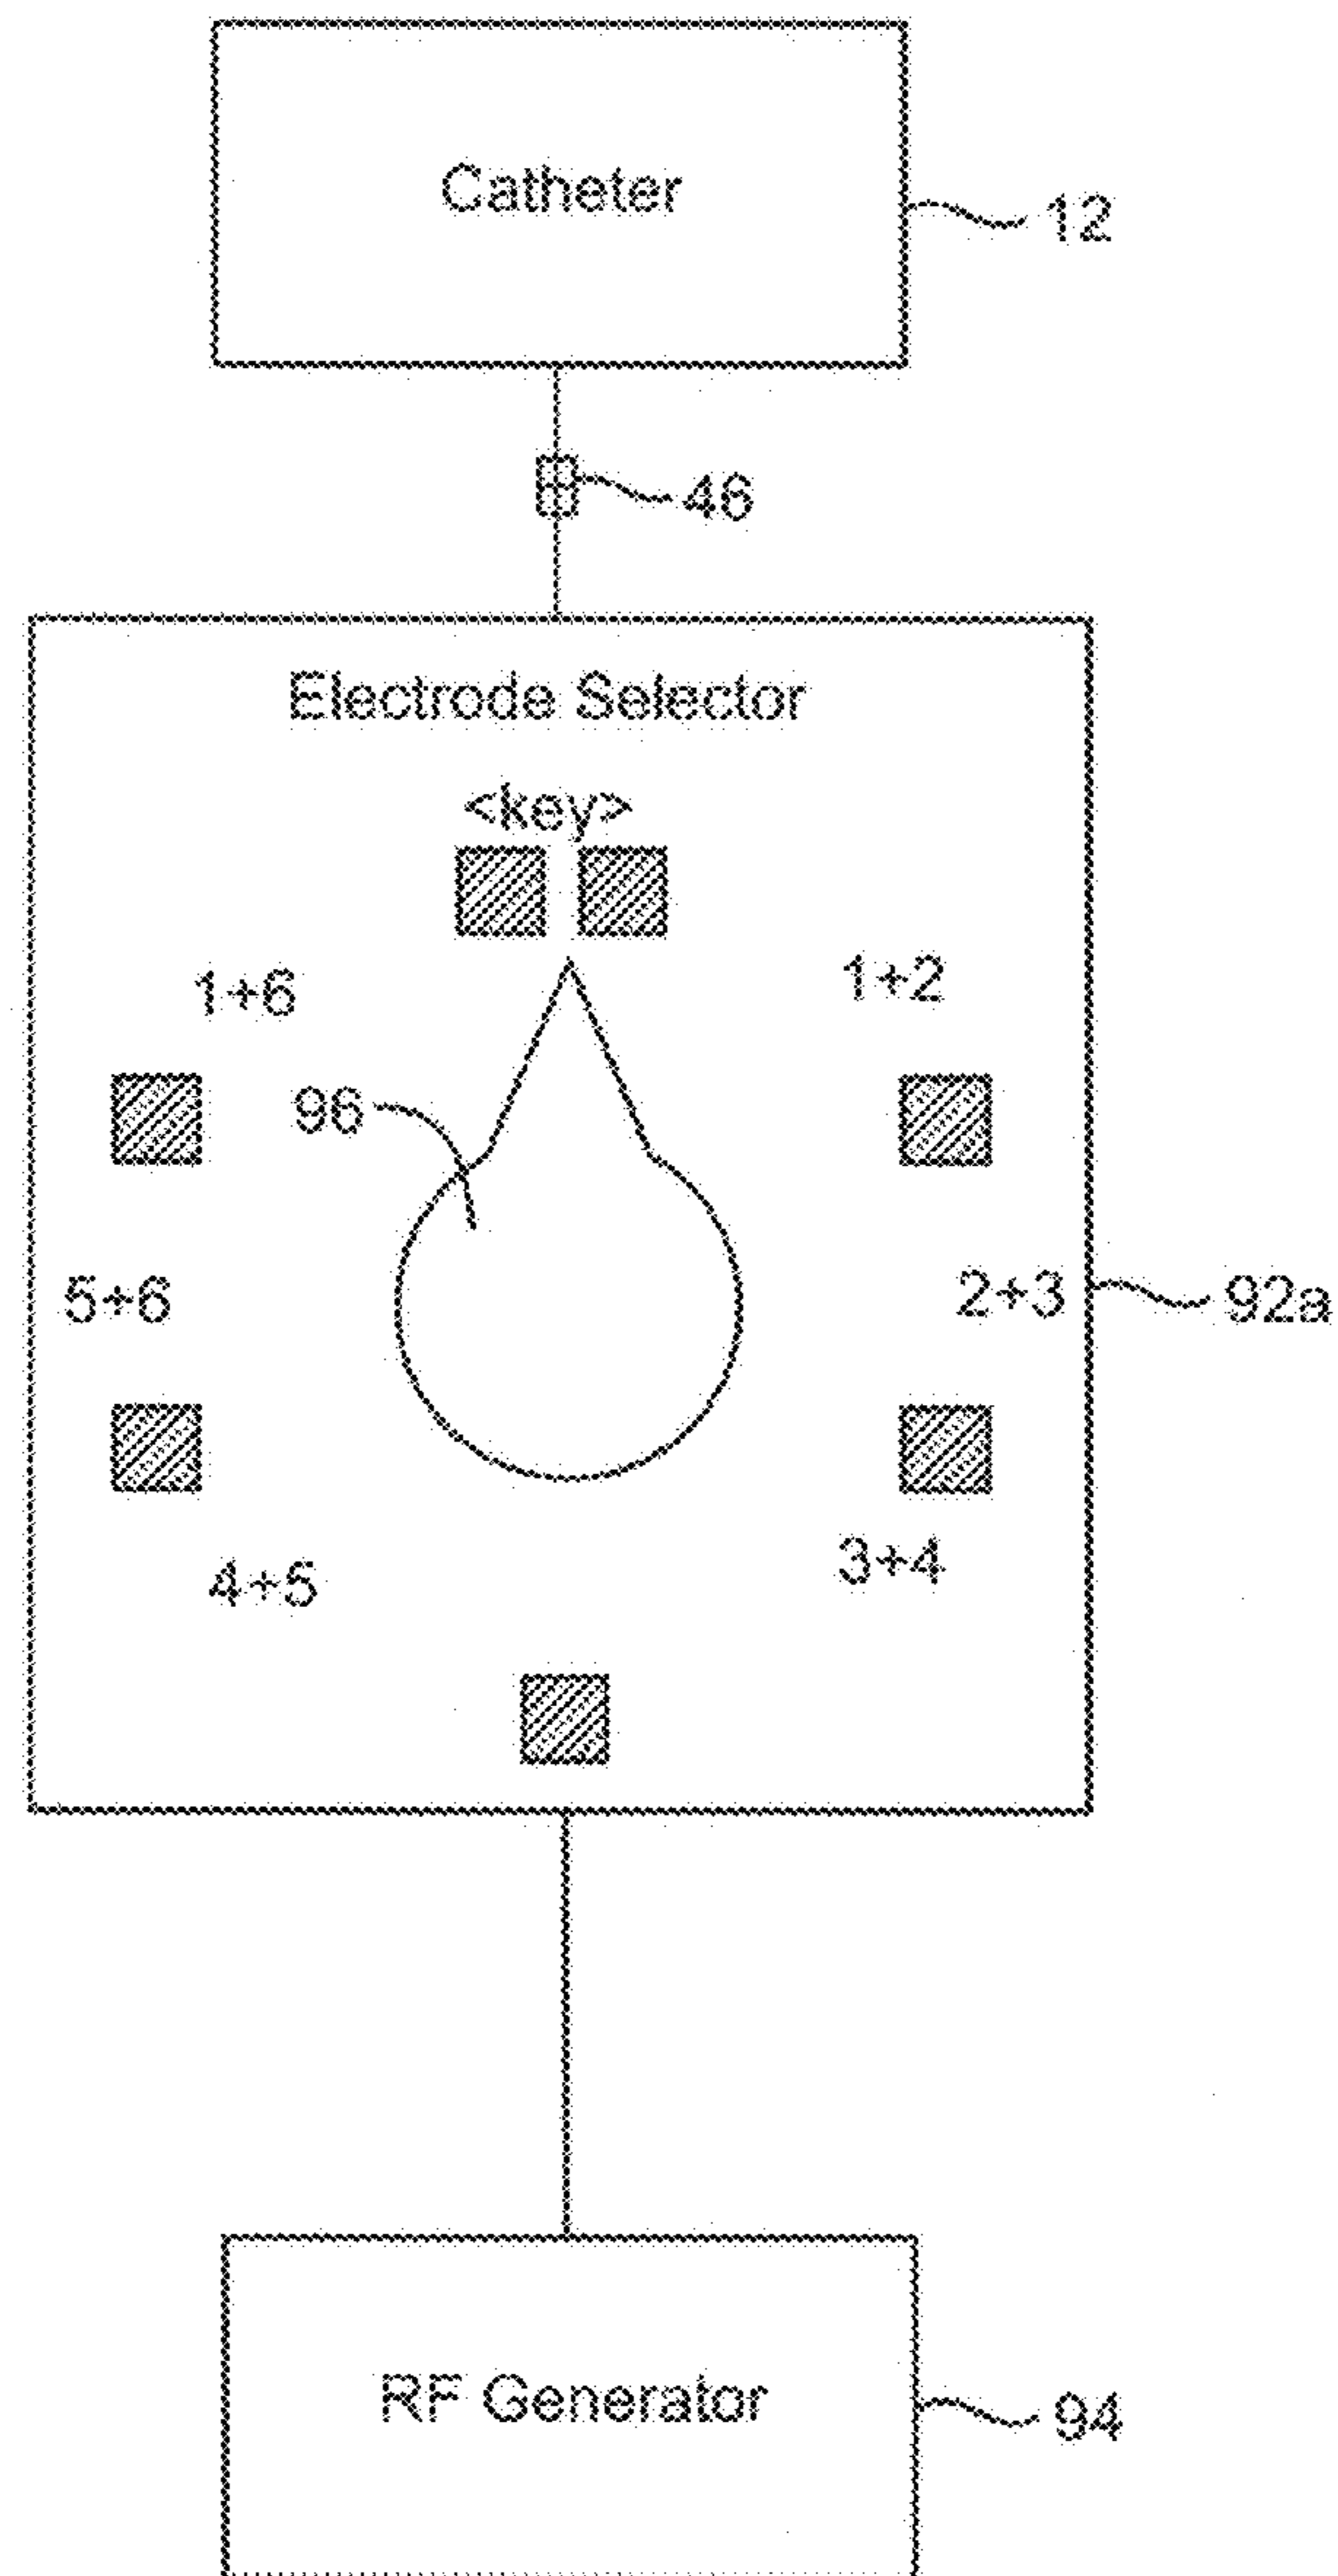 Catheter
12
46
Electrode Selector
<key>
1+6
1+2
96
5+6
2+3
92a
4+5
3+4
RF Generator
94